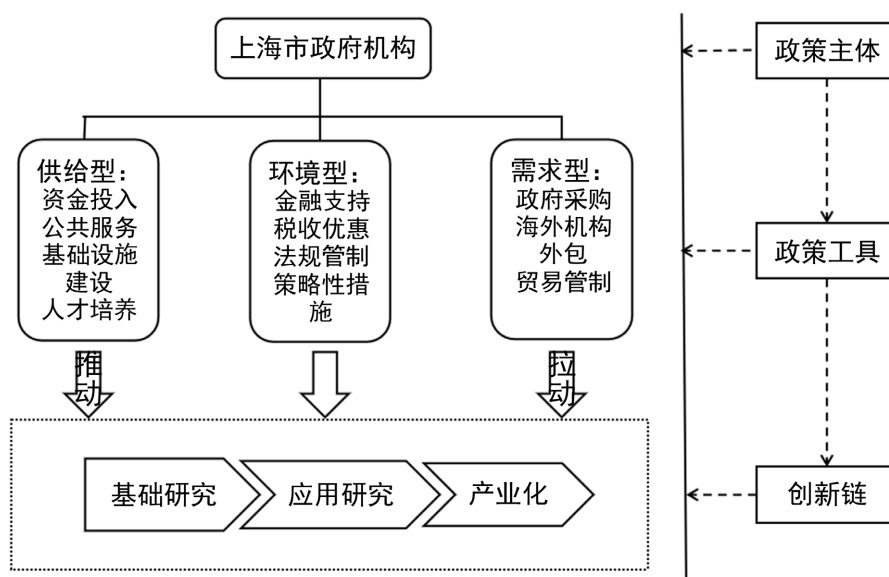 上海市政府机构
政策主体
供给型：
资金投入
公共服务
基础设施
建设
人才培养
环境型：
金融支持
税收优惠
法规管制
策略性措
施
需求型：
政府采购
海外机构
外包
贸易管制
政策工具
推
动
拉
动
基础研究
应用研究
产业化
创新链